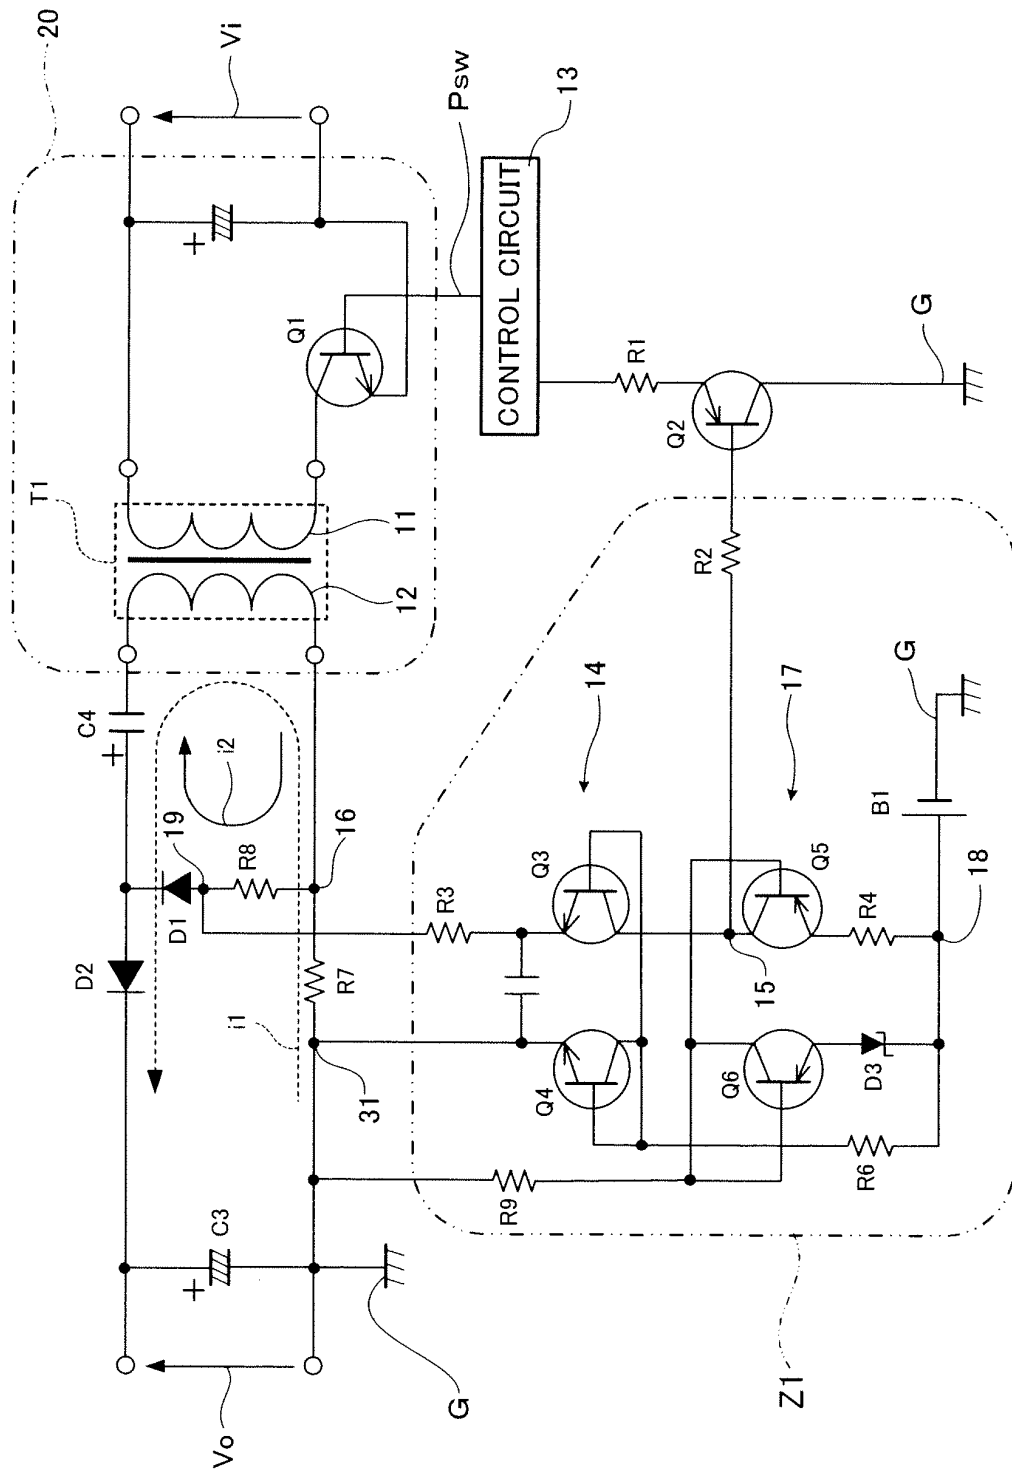 20
Vi
T1
Q1
Psw
13
CONTROL CIRCUIT
11
12
C4
+
+
i2
19
D1
R8
16
D2
i1
R7
31
C3
+
Vo
G
R1
Q2
G
R2
14
17
R3
Q3
Q4
15
Q5
Q6
R4
B1
G
18
D3
R6
R9
Z1